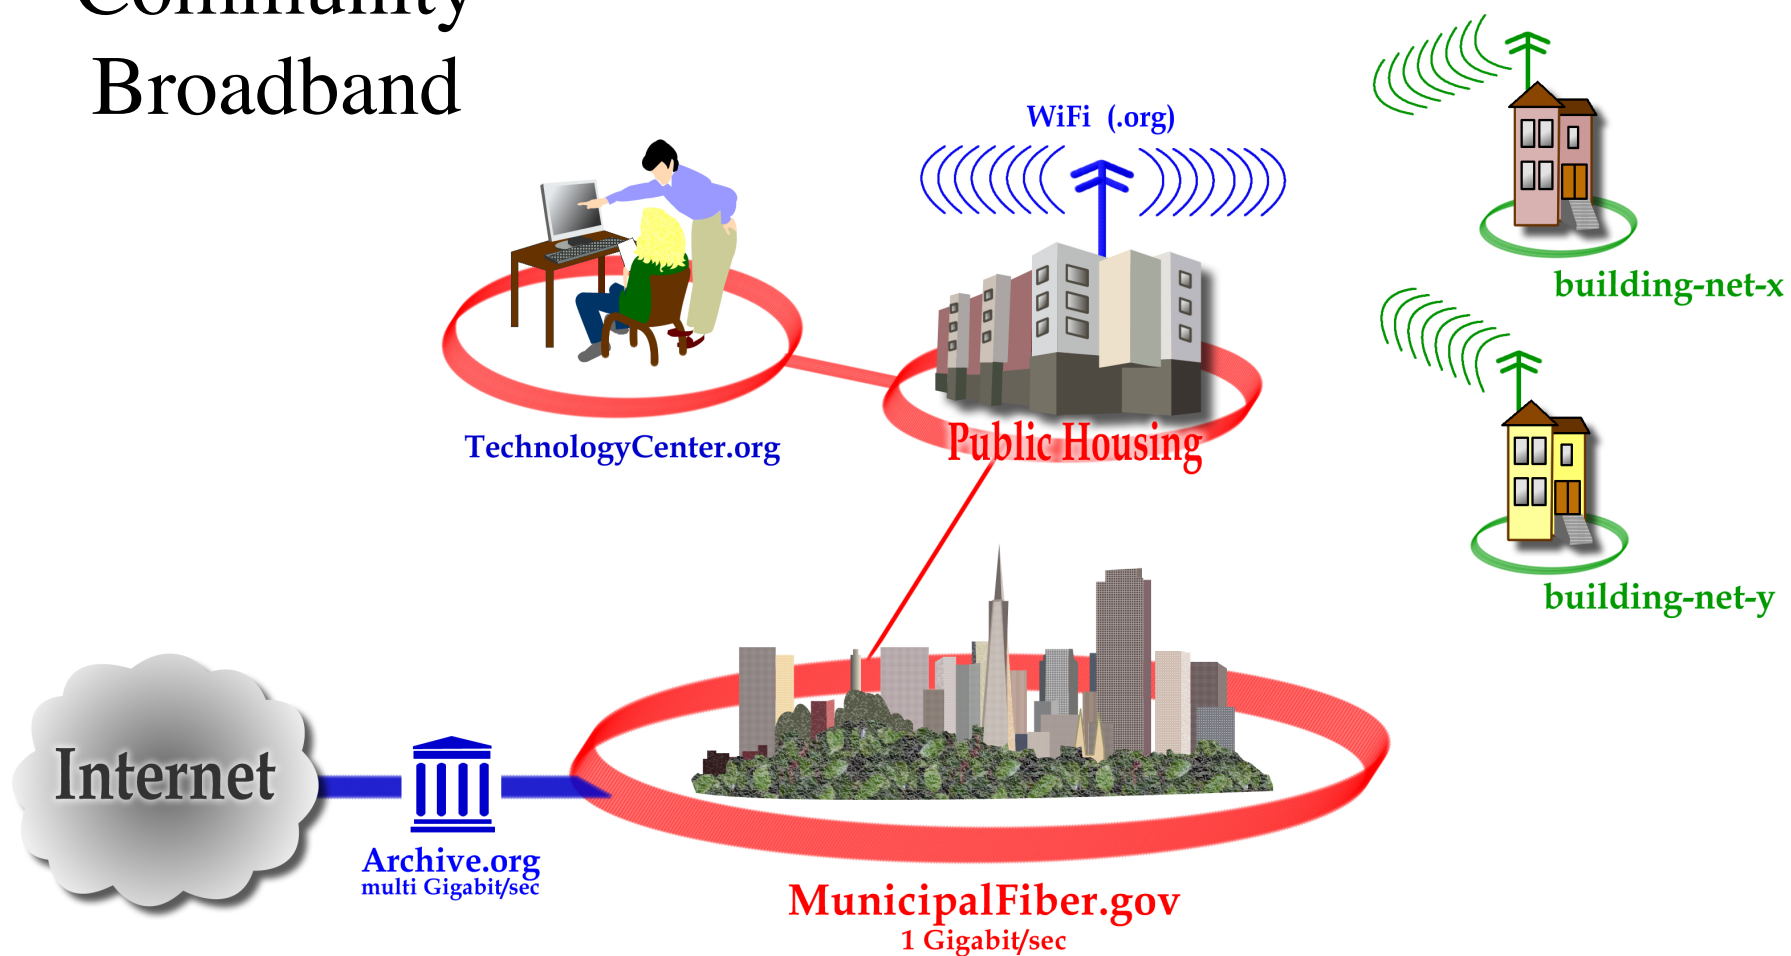 Community
Broadband
WiFi (.org)
building-net-x
TechnologyCenter.org
Public Housing
building-net-y
Internet
Archive.org
multi Gigabit/sec
MunicipalFiber.gov
1 Gigabit/sec